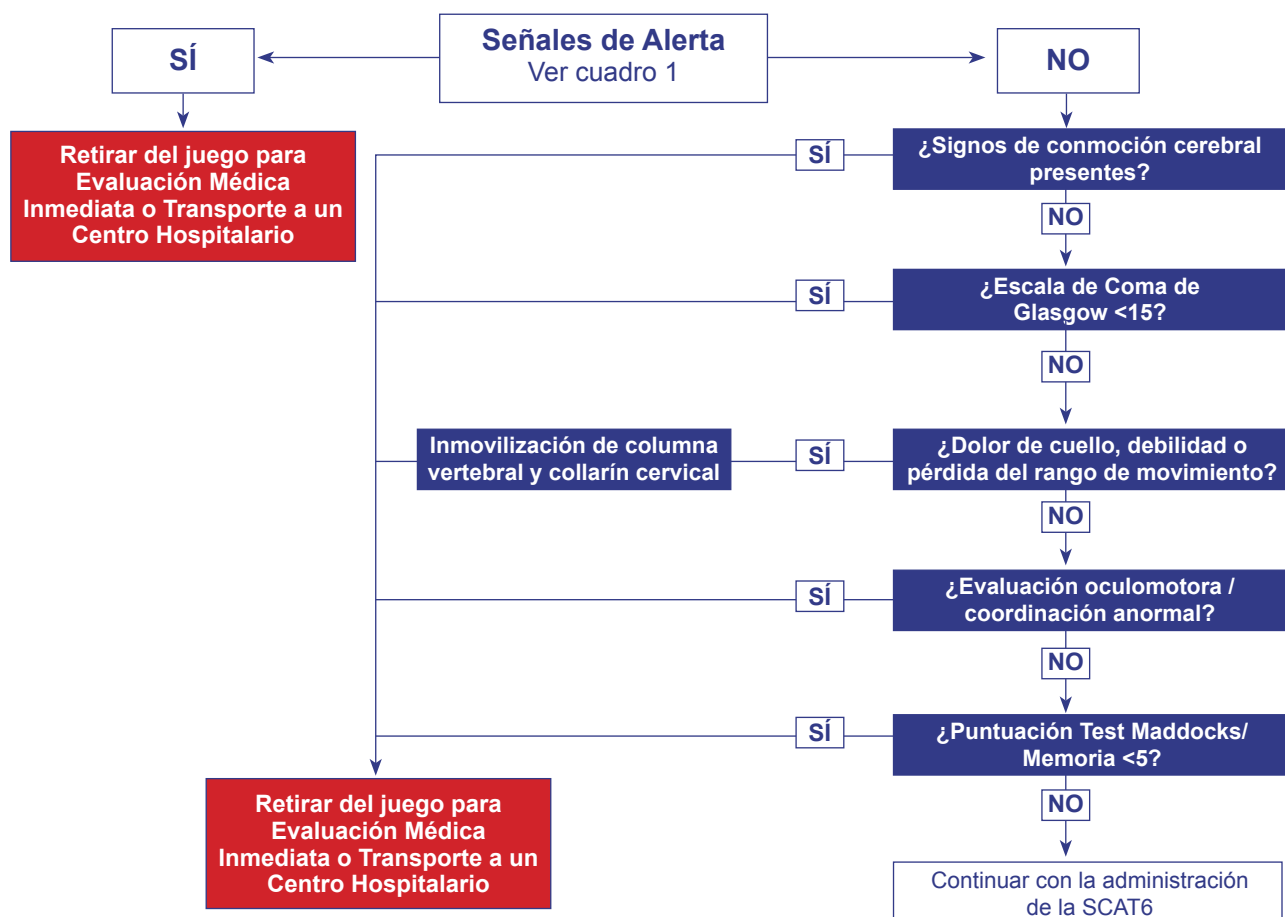 Señales de Alerta
Ver cuadro 1
SÍ
NO
Retirar del juego para
Evaluación Médica
Inmediata o Transporte a un
Centro Hospitalario
SÍ
¿Signos de conmoción cerebral
presentes?
NO
SÍ
¿Escala de Coma de
Glasgow <15?
NO
Inmovilización de columna
vertebral y collarín cervical
SÍ
¿Dolor de cuello, debilidad o
pérdida del rango de movimiento?
NO
SÍ
¿Evaluación oculomotora /
coordinación anormal?
NO
SÍ
¿Puntuación Test Maddocks/
Memoria <5?
NO
Retirar del juego para
Evaluación Médica
Inmediata o Transporte a un
Centro Hospitalario
Continuar con la administración
de la SCAT6